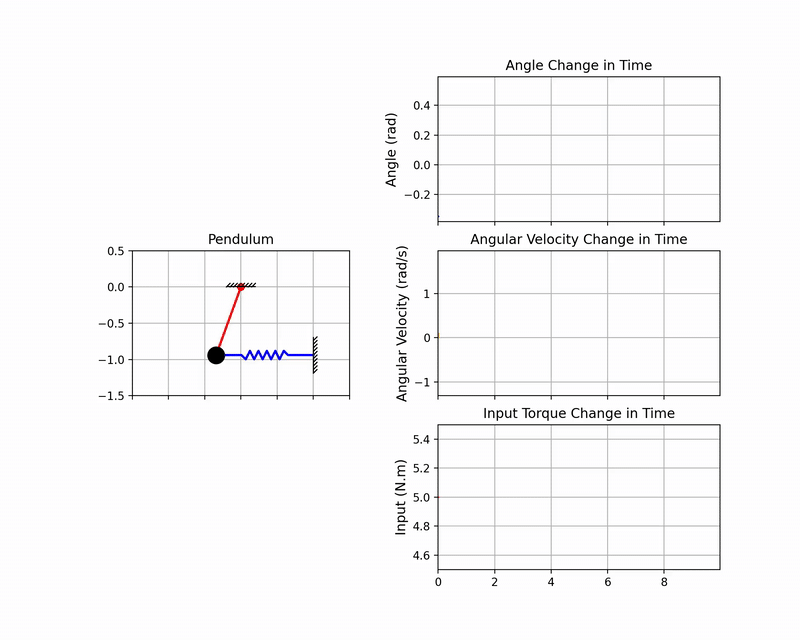 Angle Change in Time
Angle (rad)
0.4
0.2
0.0
−0.2
Pendulum
0.5
0.0
−0.5
−1.0
−1.5
Angular Velocity Change in Time
Angular Velocity (rad/s)
1
0
−1
Input Torque Change in Time
Input (N.m)
5.4
5.2
5.0
4.8
4.6
0 2 4 6 8